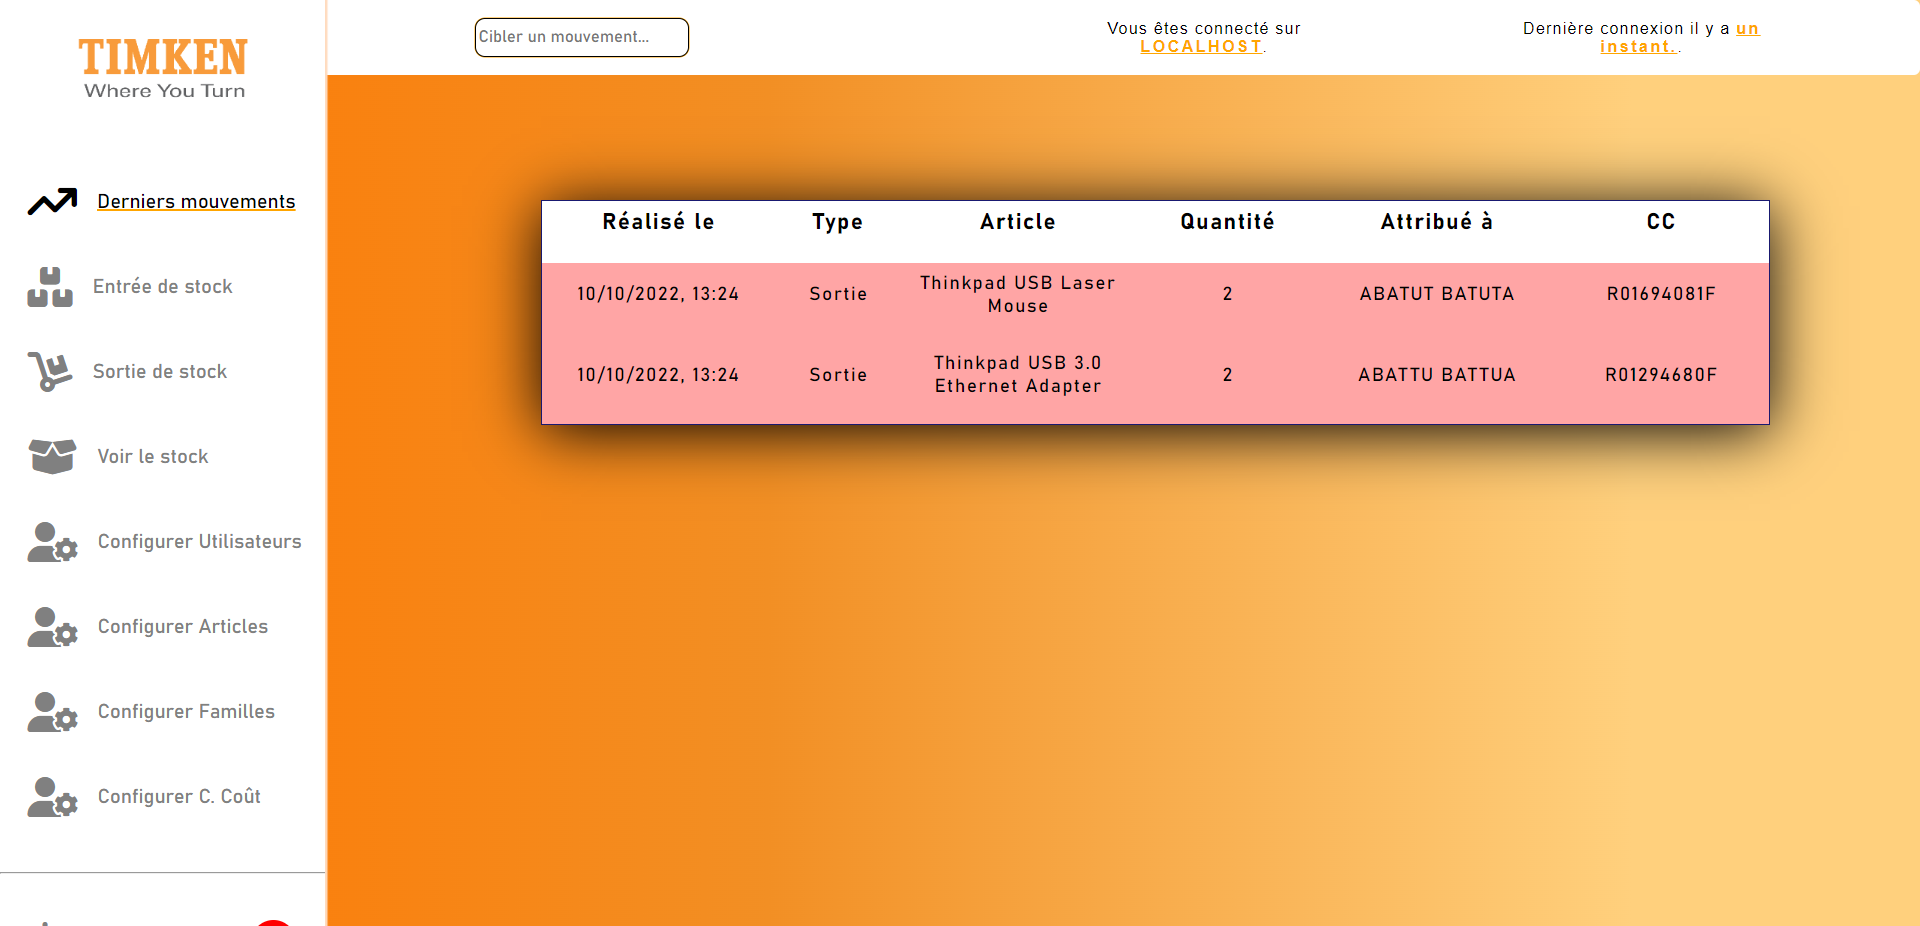 TIMKEN
Where You Turn
Cibler un mouvement...
Vous êtes connecté sur
LOCALHOST.
Dernière connexion il y a un
instant..
Derniers mouvements
Entrée de stock
Sortie de stock
Voir le stock
Configurer Utilisateurs
Configurer Articles
Configurer Familles
Configurer C. Coût
Réalisé le Type Article Quantité Attribué à CC
10/10/2022, 13:24 Sortie Thinkpad USB Laser
Mouse 2 ABATUT BATUTA R01694081F
10/10/2022, 13:24 Sortie Thinkpad USB 3.0
Ethernet Adapter 2 ABATTU BATTUA R01294680F